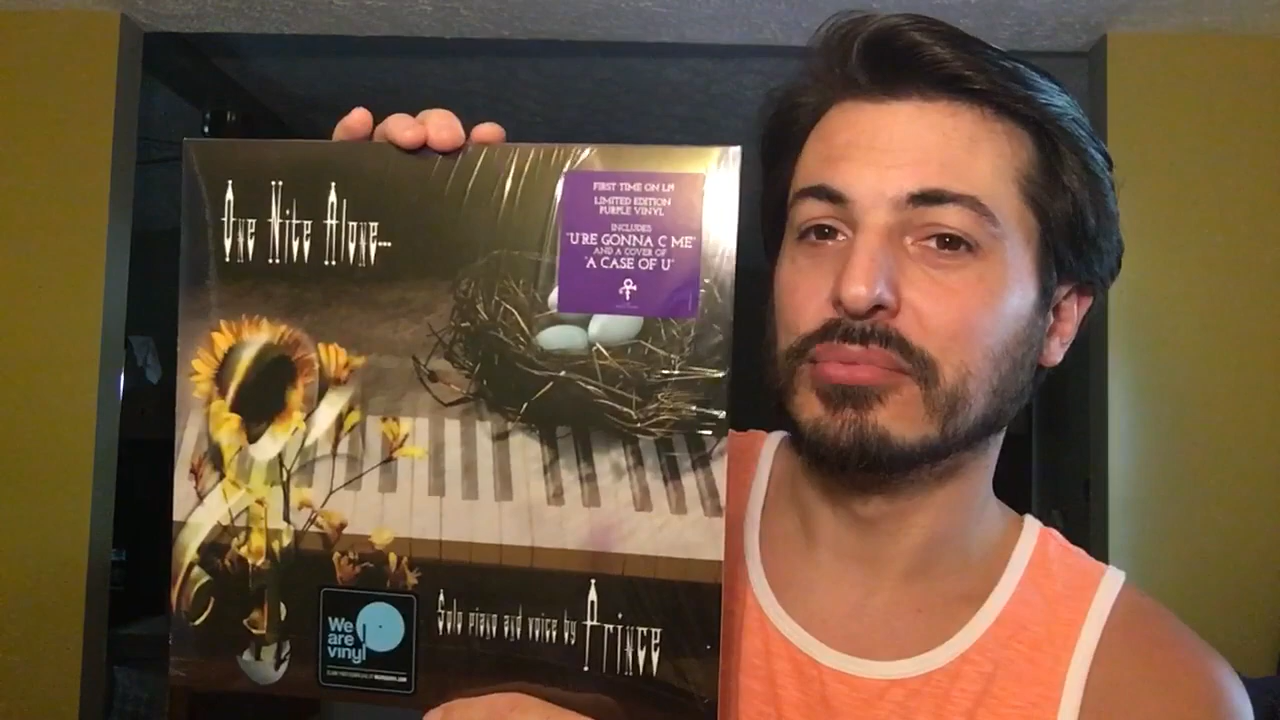 One Nite Alone...
FIRST TIME ON LP!
LIMITED EDITION
PURPLE VINYL
INCLUDES
"U'RE GONNA C ME"
AND A COVER OF
"A CASE OF U"
We
are
vinyl
Solo piano and voice by Prince